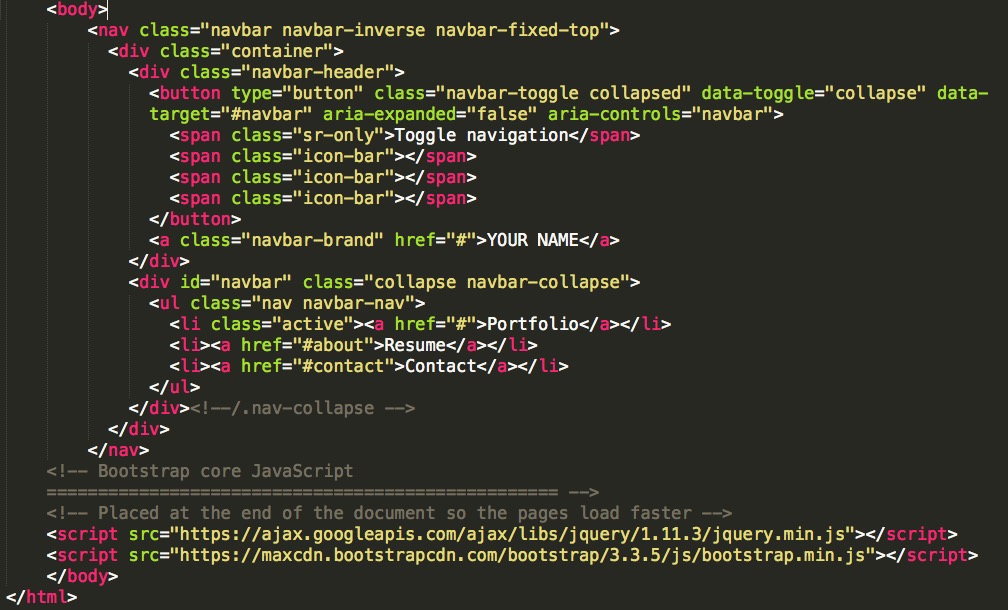 <body>
<nav class="navbar navbar-inverse navbar-fixed-top">
<div class="container">
<div class="navbar-header">
<button type="button" class="navbar-toggle collapsed" data-toggle="collapse" data-
target="#navbar" aria-expanded="false" aria-controls="navbar">
<span class="sr-only">Toggle navigation</span>
<span class="icon-bar"></span>
<span class="icon-bar"></span>
<span class="icon-bar"></span>
</button>
<a class="navbar-brand" href="#">YOUR NAME</a>
</div>
<div id="navbar" class="collapse navbar-collapse">
<ul class="nav navbar-nav">
<li class="active"><a href="#">Portfolio</a></li>
<li><a href="#about">Resume</a></li>
<li><a href="#contact">Contact</a></li>
</ul>
</div><!--/.nav-collapse -->
</div>
</nav>
<!-- Bootstrap core JavaScript
================================================== -->
<!-- Placed at the end of the document so the pages load faster -->
<script src="https://ajax.googleapis.com/ajax/libs/jquery/1.11.3/jquery.min.js"></script>
<script src="https://maxcdn.bootstrapcdn.com/bootstrap/3.3.5/js/bootstrap.min.js"></script>
</body>
</html>